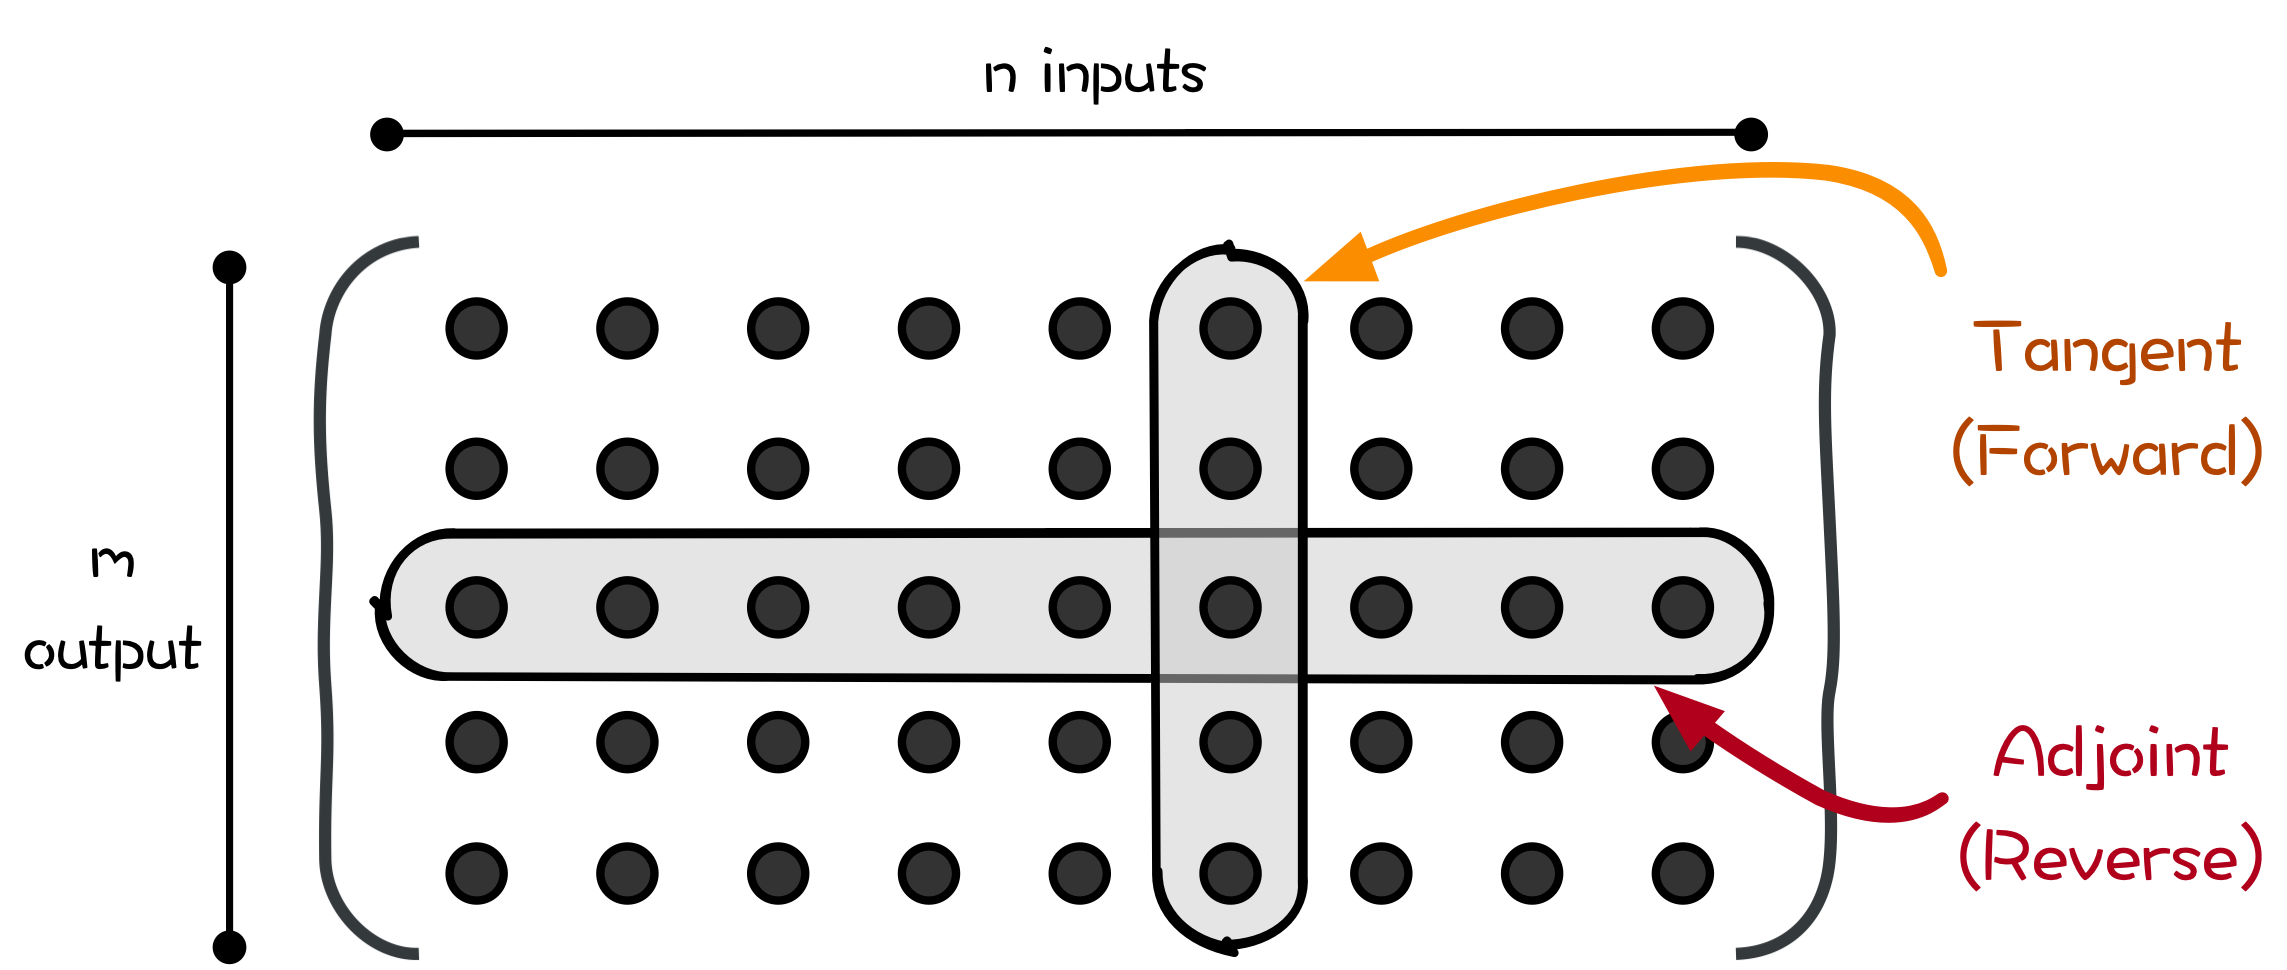 n inputs
m
output
Tangent
(Forward)
Adjoint
(Reverse)